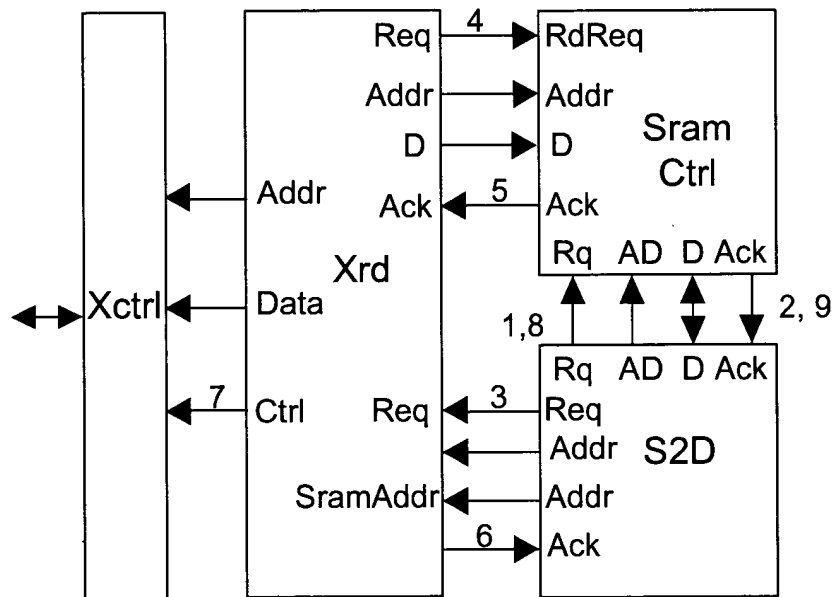 Req 4 RdReq
Addr Addr
D D
Sram
Ctrl
Addr Ack 5 Ack
Rq AD D Ack
Xrd
Xctrl Data
1,8 2, 9
Rq AD D Ack
7 Ctrl Req 3 Req
Addr S2D
SramAddr Addr
6 Ack